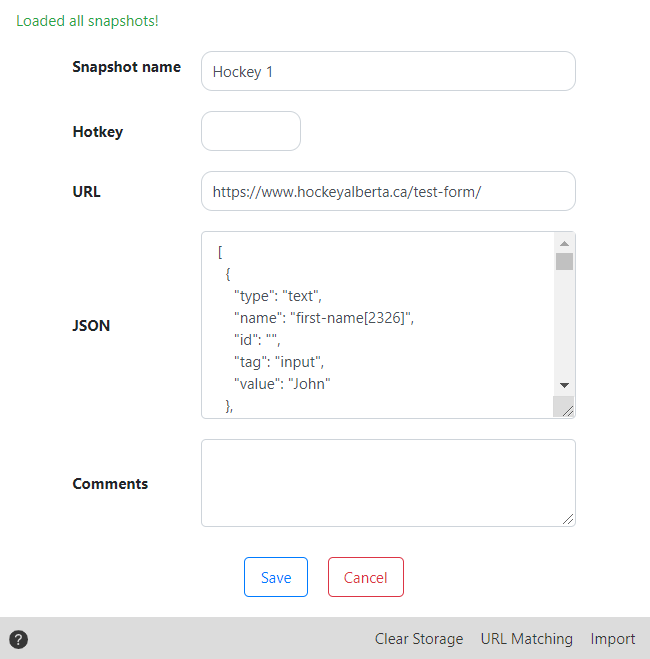 Loaded all snapshots!
Snapshot name
Hockey 1
Hotkey
URL
https://www.hockeyalberta.ca/test-form/
JSON
[
{
"type": "text",
"name": "first-name[2326]",
"id": "",
"tag": "input",
"value": "John"
},
Comments
Save Cancel
? Clear Storage URL Matching Import